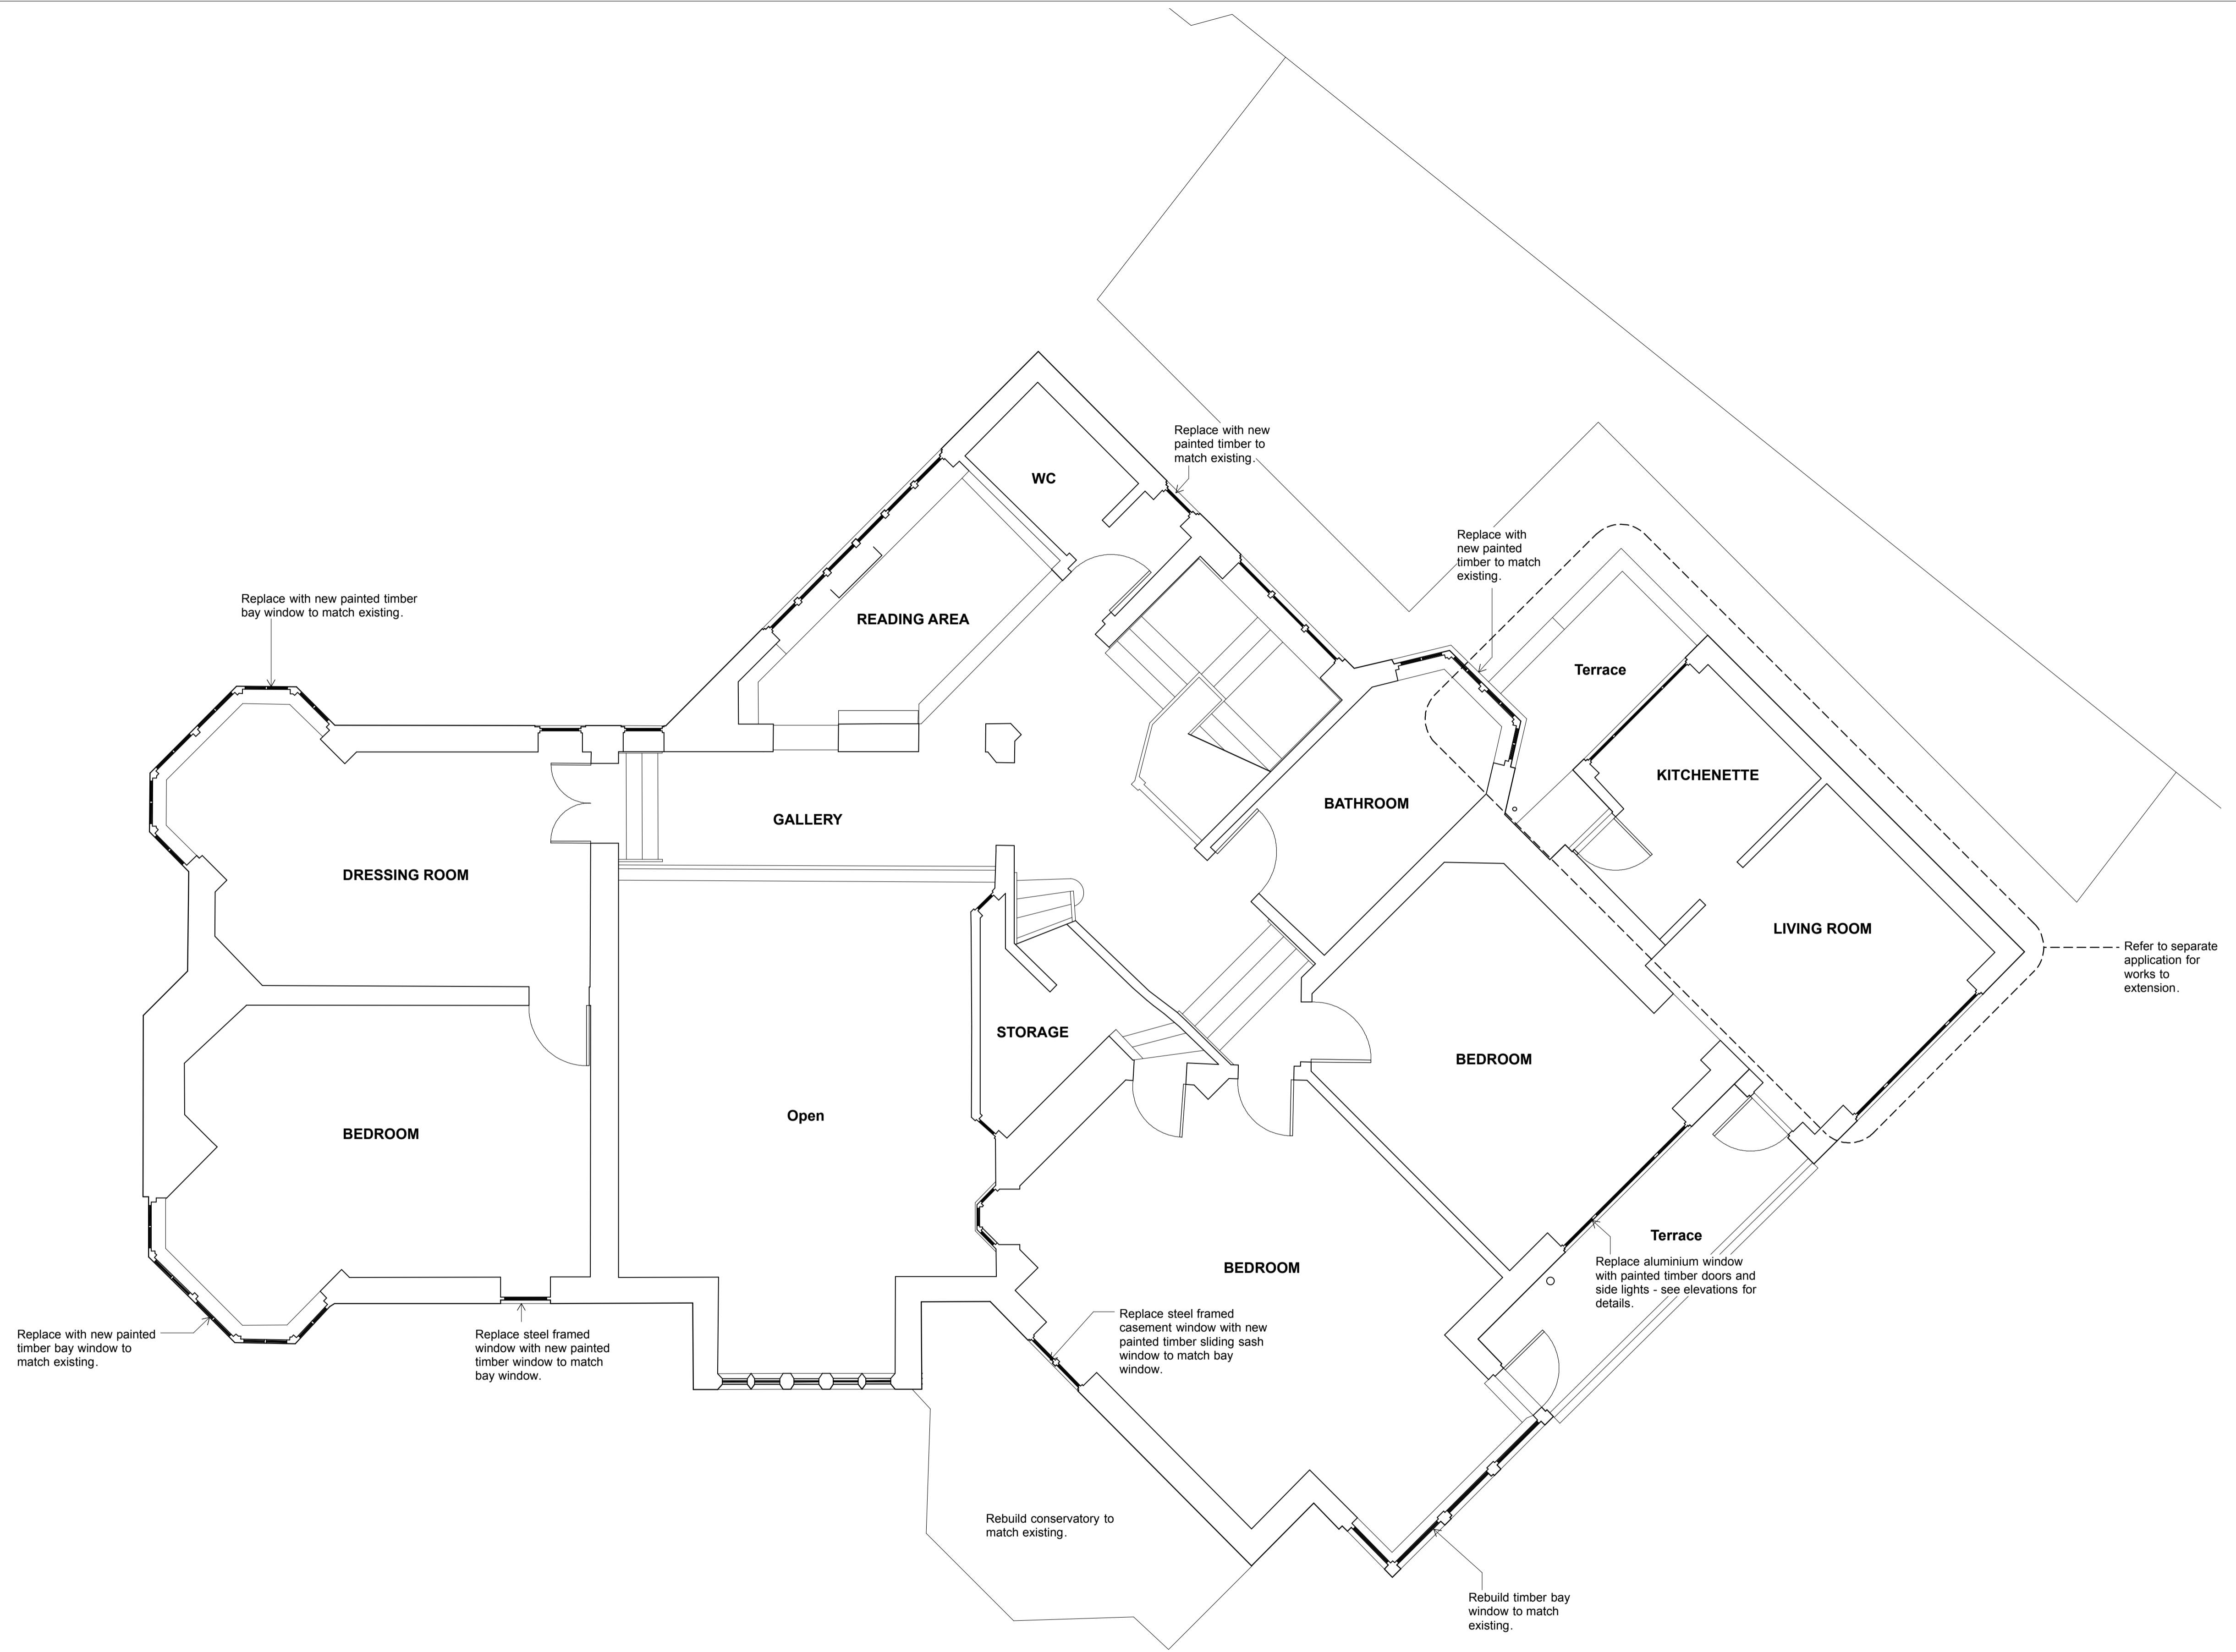 Replace with new
painted timber to
match existing.
WC
Replace with
new painted
timber to match
existing.
Replace with new painted timber
bay window to match existing.
READING AREA
Terrace
KITCHENETTE
BATHROOM
GALLERY
DRESSING ROOM
LIVING ROOM
Refer to separate
application for
works to
extension.
STORAGE
BEDROOM
Open
BEDROOM
Terrace
Replace aluminium window
with painted timber doors and
side lights - see elevations for
details.
BEDROOM
Replace steel framed
casement window with new
painted timber sliding sash
window to match bay
window.
Replace with new painted
timber bay window to
match existing.
Replace steel framed
window with new painted
timber window to match
bay window.
Rebuild conservatory to
match existing.
Rebuild timber bay
window to match
existing.